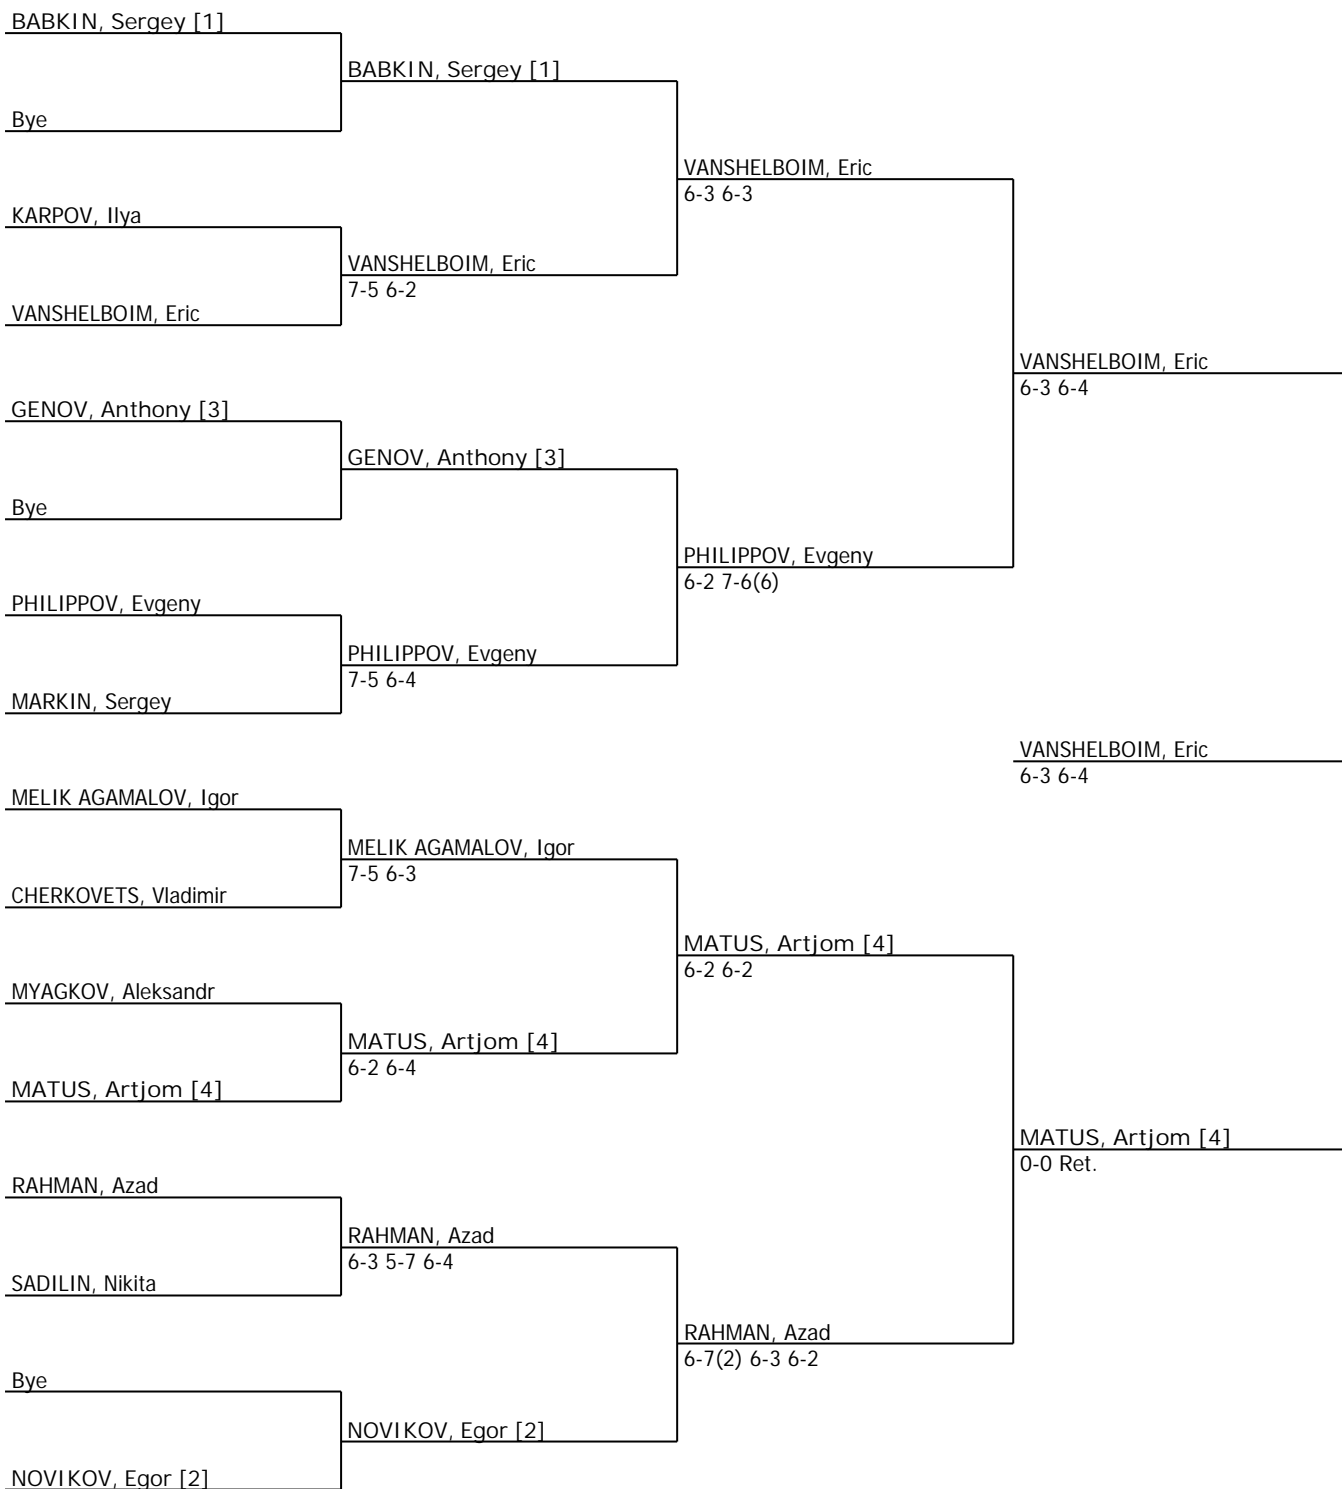 BABKIN, Sergey [1]
Bye
KARPOV, Ilya
VANSHELBOIM, Eric
GENOV, Anthony [3]
Bye
PHILIPPOV, Evgeny
MARKIN, Sergey
MELIK AGAMALOV, Igor
CHERKOVETS, Vladimir
MYAGKOV, Aleksandr
MATUS, Artjom [4]
RAHMAN, Azad
SADILIN, Nikita
Bye
NOVIKOV, Egor [2]
BABKIN, Sergey [1]
VANSHELBOIM, Eric
7-5 6-2
GENOV, Anthony [3]
PHILIPPOV, Evgeny
7-5 6-4
MELIK AGAMALOV, Igor
7-5 6-3
MATUS, Artjom [4]
6-2 6-4
RAHMAN, Azad
6-3 5-7 6-4
NOVIKOV, Egor [2]
VANSHELBOIM, Eric
6-3 6-3
PHILIPPOV, Evgeny
6-2 7-6(6)
MATUS, Artjom [4]
6-2 6-2
RAHMAN, Azad
6-7(2) 6-3 6-2
VANSHELBOIM, Eric
6-3 6-4
VANSHELBOIM, Eric
6-3 6-4
MATUS, Artjom [4]
0-0 Ret.